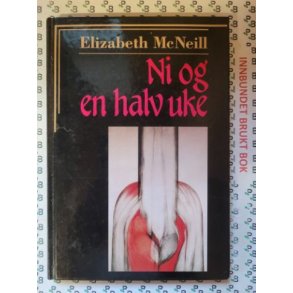 Elizabeth McNeill
Ni og
en halv uke
INNBUNDET BRUKT BOK